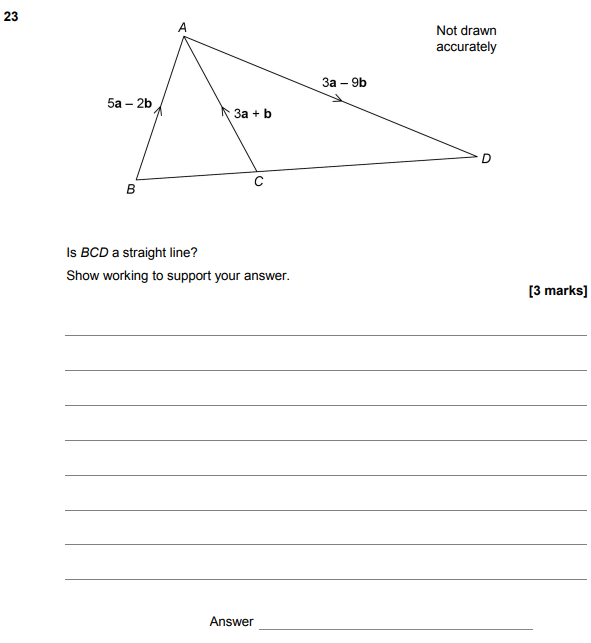 23
A
Not drawn
accurately
3a – 9b
5a – 2b
3a + b
D
C
B
Is BCD a straight line?
Show working to support your answer.
[3 marks]
Answer